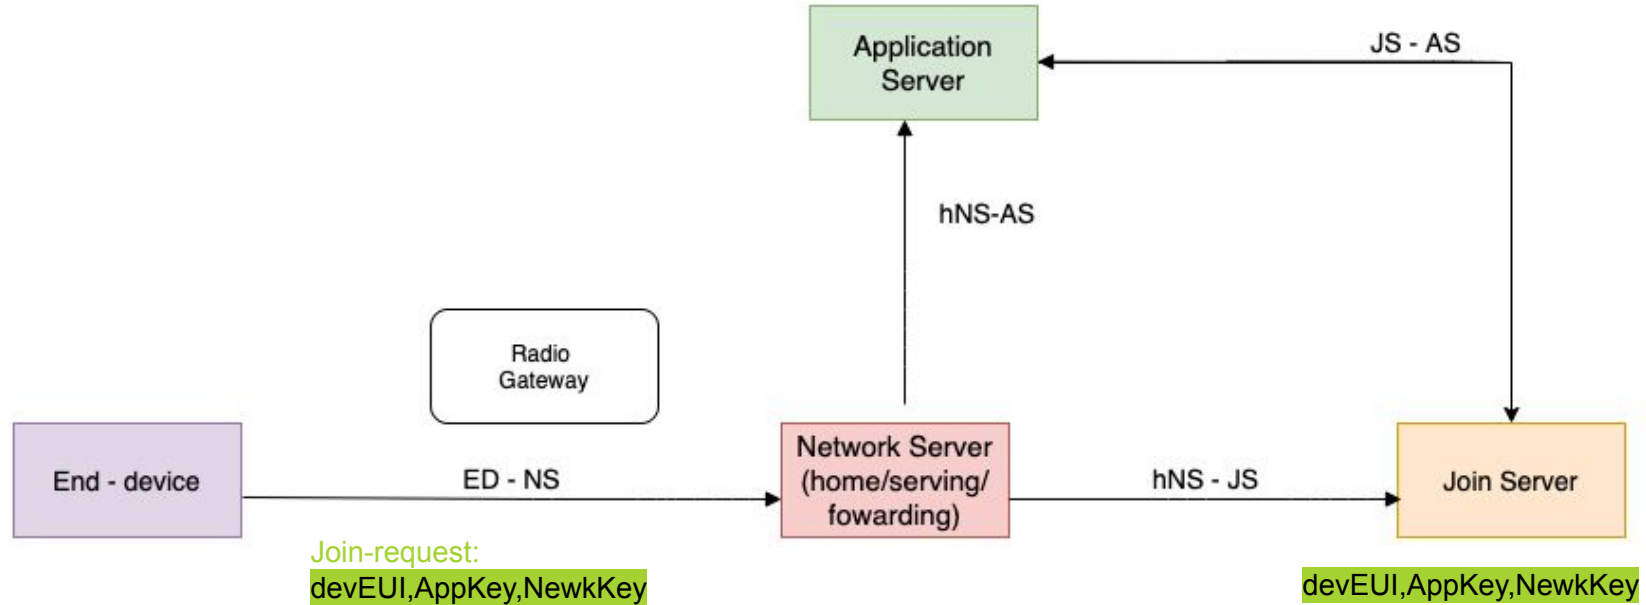 Application
Server
JS - AS
hNS-AS
Radio
Gateway
End - device
ED - NS
Network Server
(home/serving/
fowarding)
hNS - JS
Join Server
Join-request:
devEUI,AppKey,NewkKey
devEUI,AppKey,NewkKey